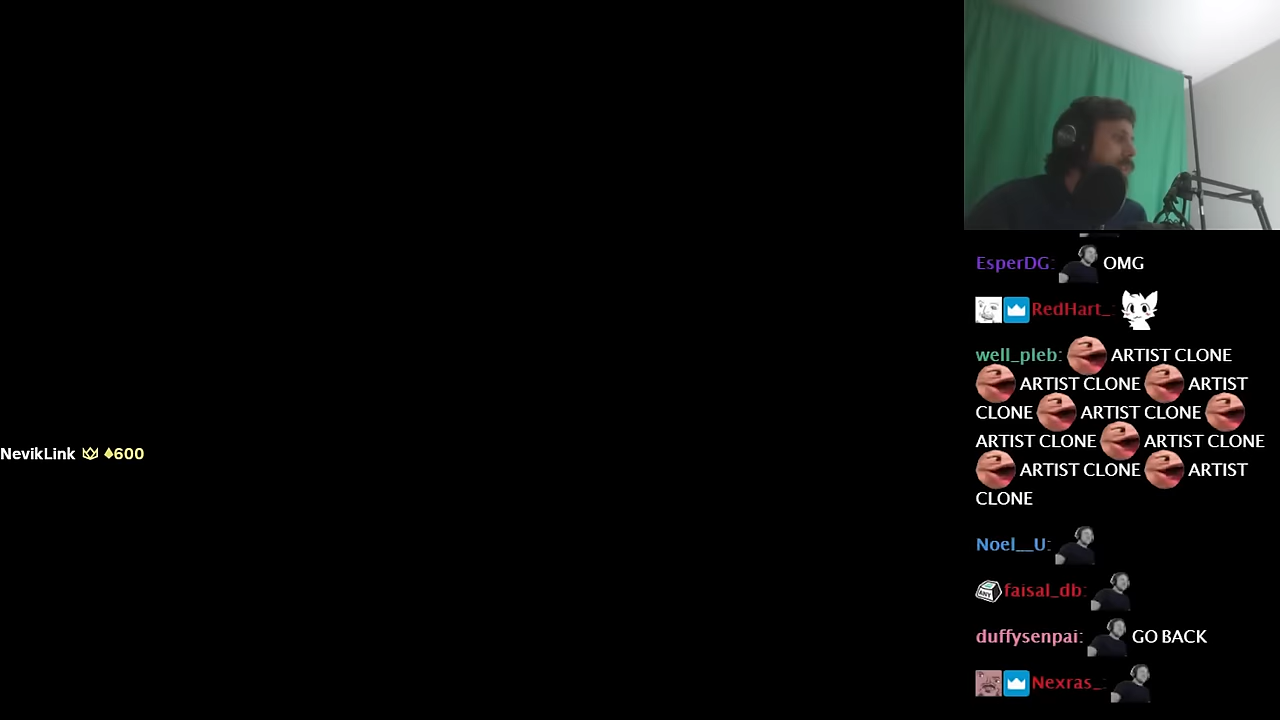 EsperDG: OMG
RedHart_:
well_pleb: ARTIST CLONE
ARTIST CLONE ARTIST
CLONE ARTIST CLONE
ARTIST CLONE ARTIST CLONE
ARTIST CLONE ARTIST
CLONE
NevikLink 600
Noel__U:
faisal_db:
duffysenpai: GO BACK
Nexras_: